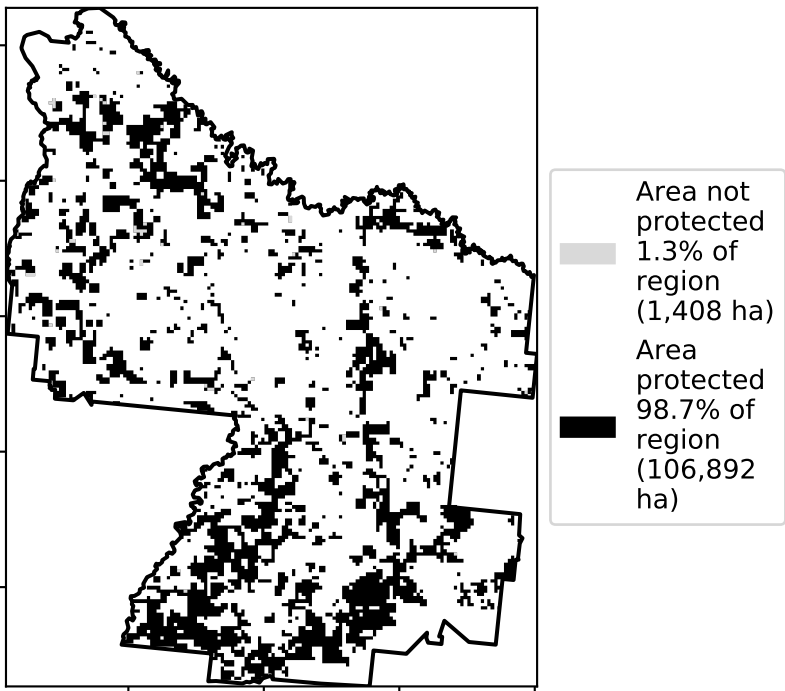 Area not
protected
1.3% of
region
(1,408 ha)
Area
protected
98.7% of
region
(106,892
ha)